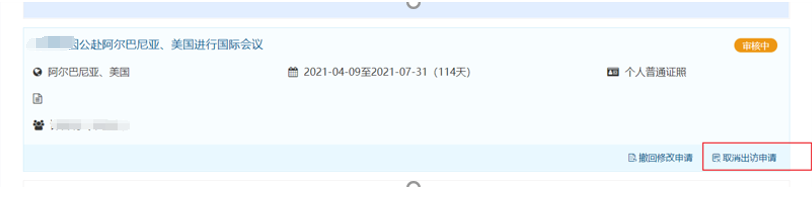 因公赴阿尔巴尼亚、美国进行国际会议 审核中
阿尔巴尼亚、美国 2021-04-09至2021-07-31（114天） 个人普通证照
撤回修改申请 取消出访申请